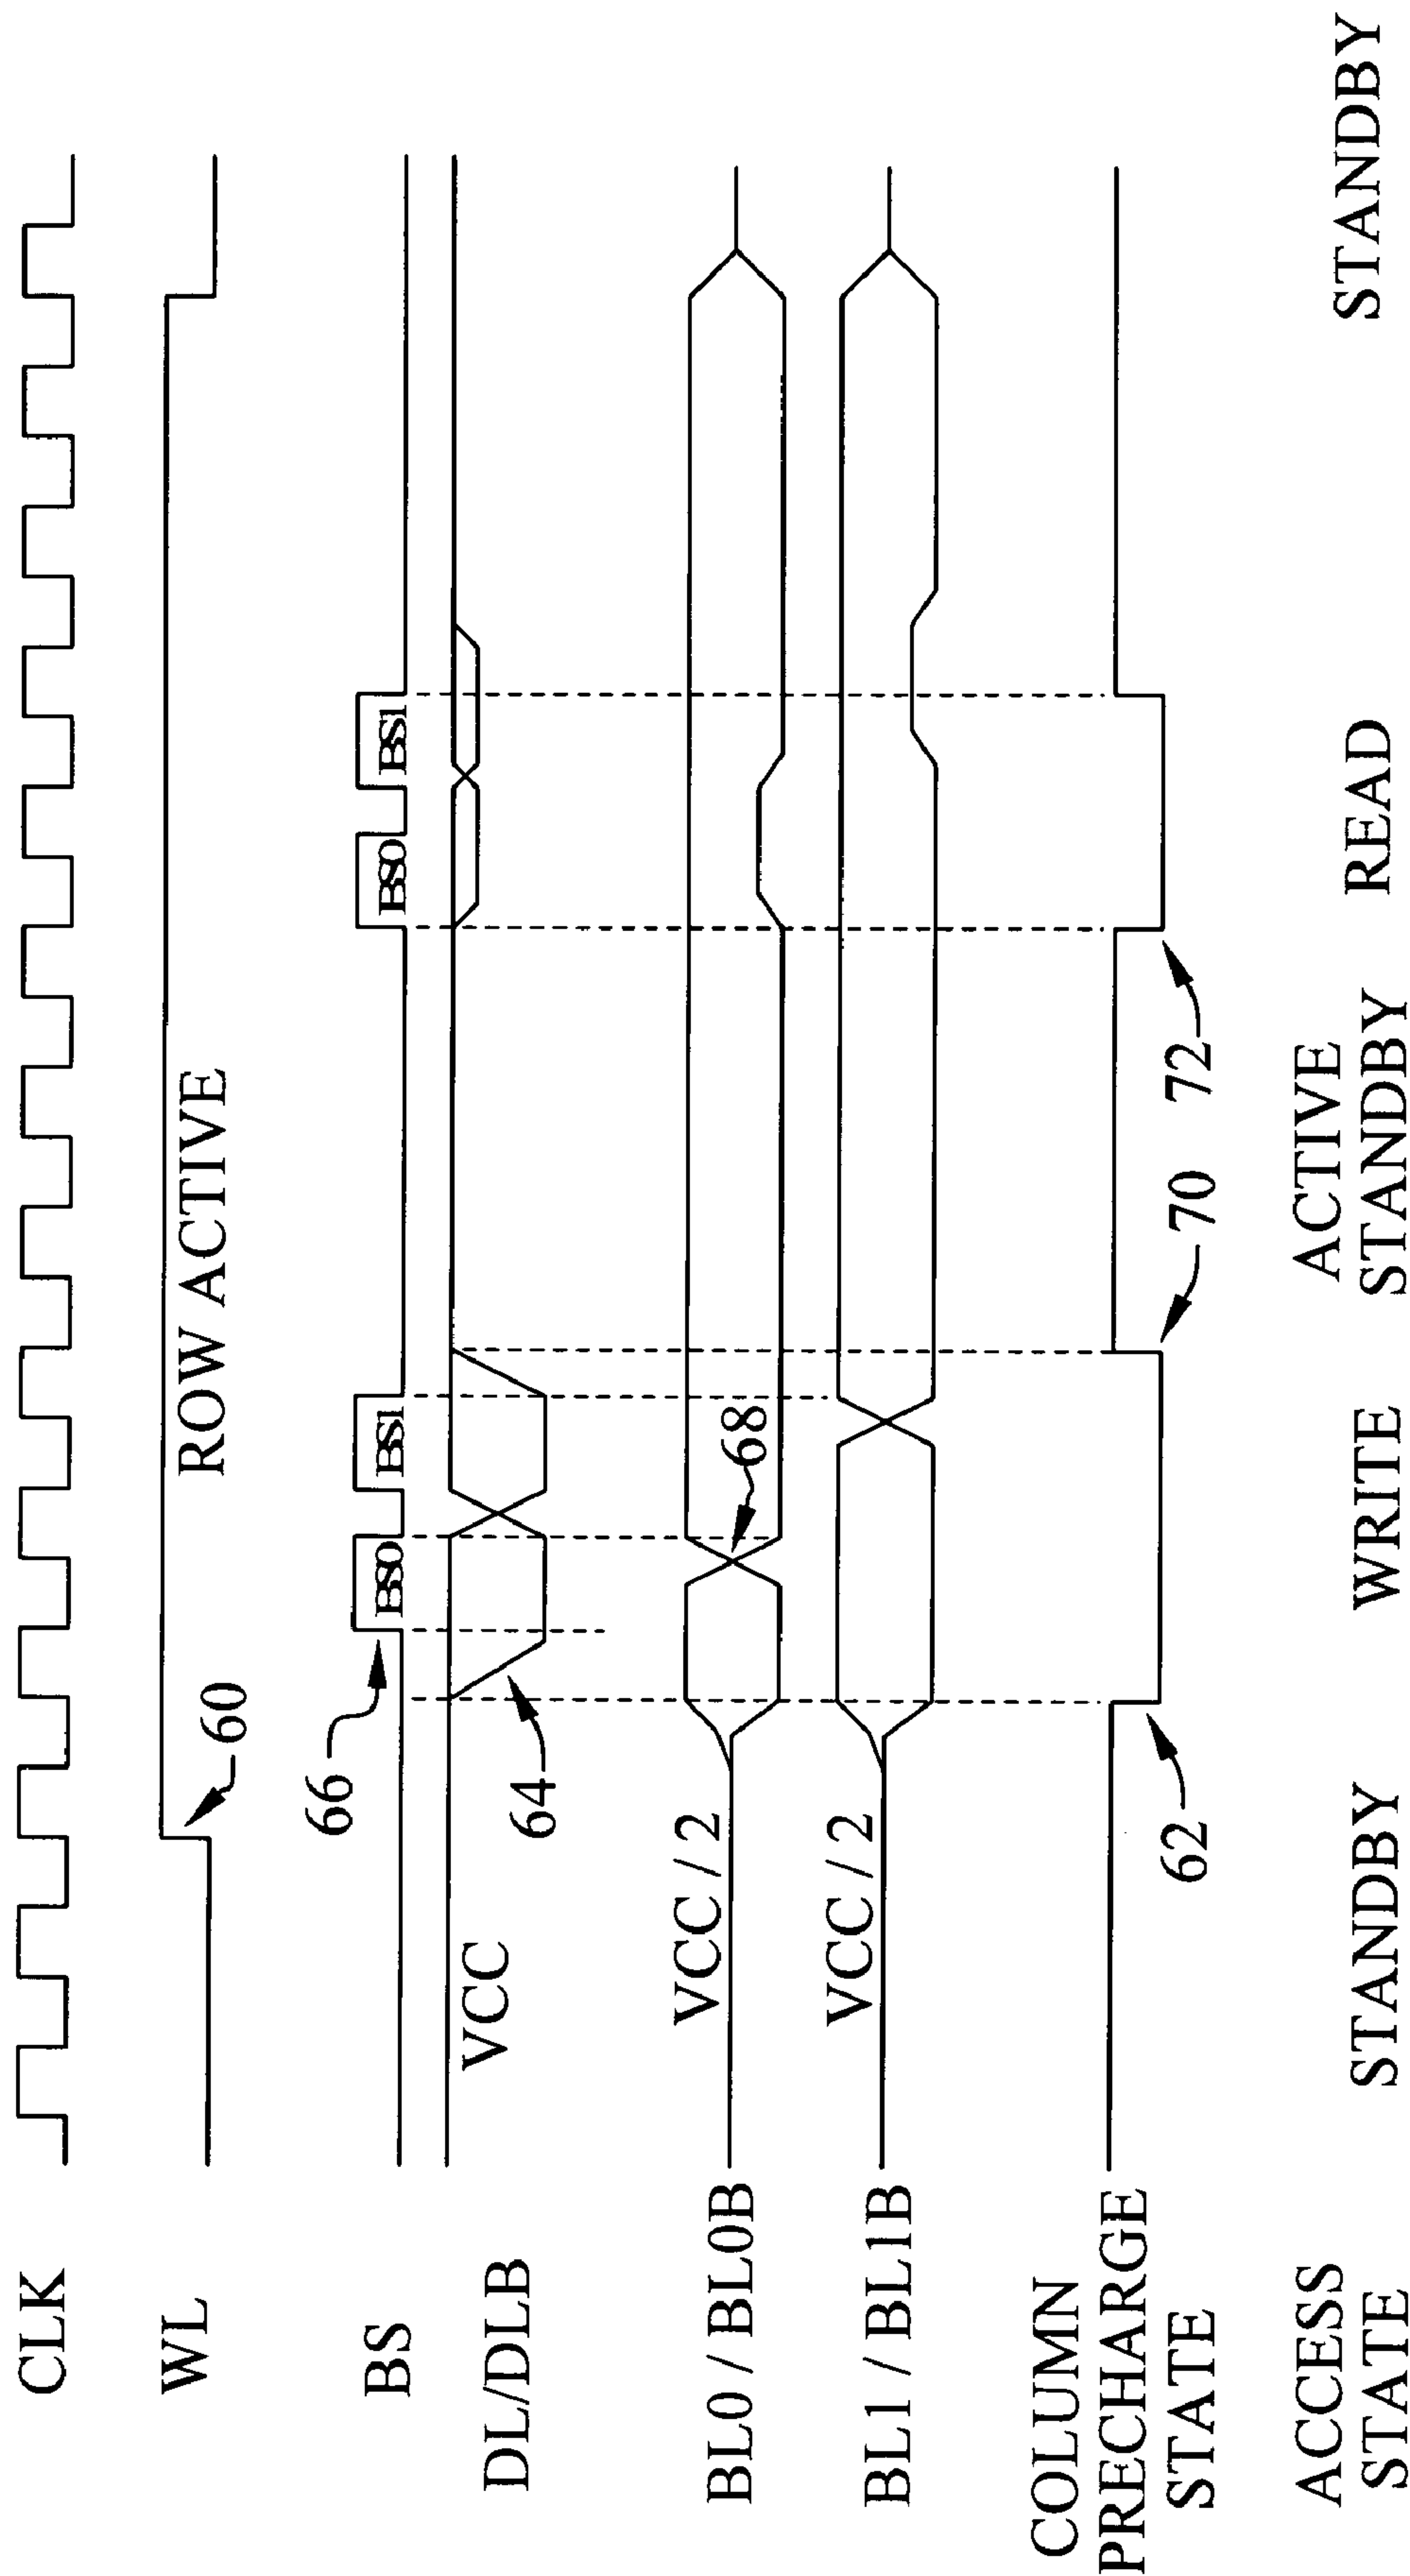 CLK
WL
60
ROW ACTIVE
BS
66
BS0
BS1
BS0
BS1
DL/DLB
VCC
64
BL0 / BL0B
VCC / 2
68
BL1 / BL1B
VCC / 2
COLUMN
PRECHARGE
STATE
62
70
72
ACCESS
STATE
STANDBY
WRITE
ACTIVE
STANDBY
READ
STANDBY